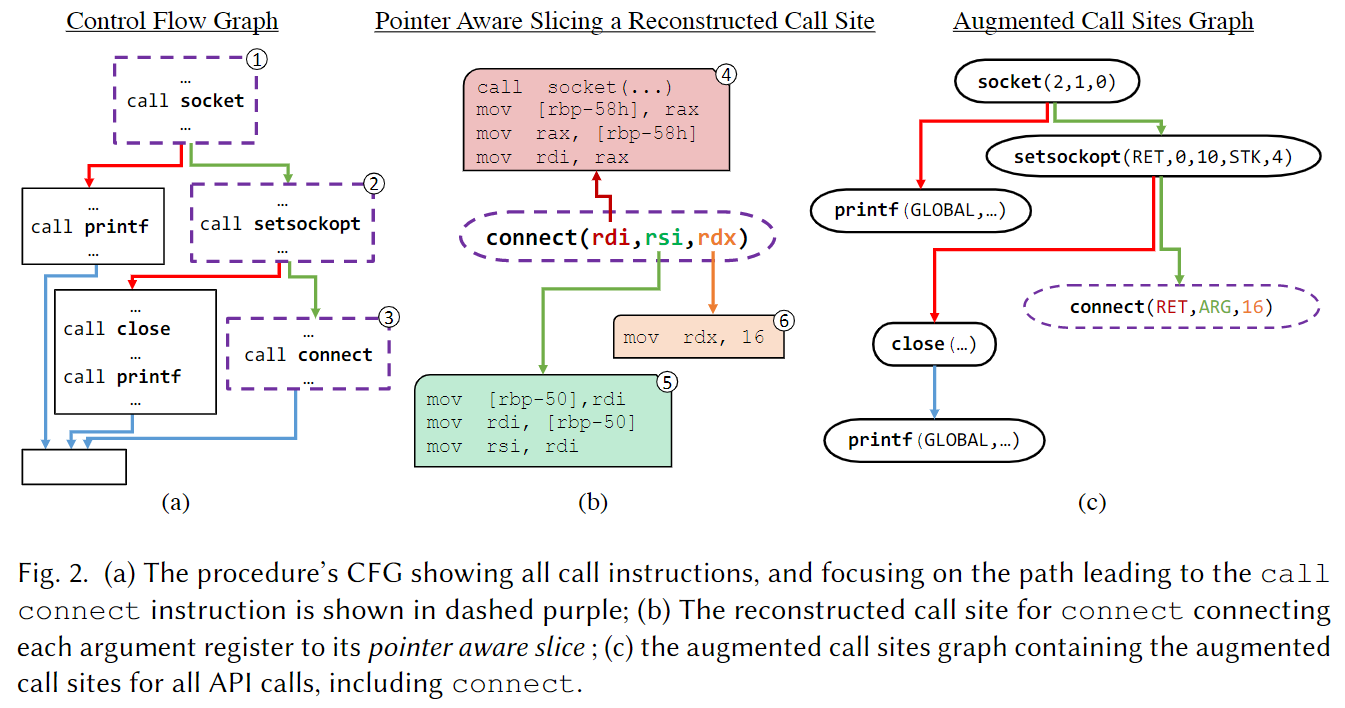 Control Flow Graph
…
call socket
…
①
…
call printf
…
…
call setsockopt
…
②
…
call close
…
call printf
…
…
call connect
…
③
(a)
Pointer Aware Slicing a Reconstructed Call Site
④
call socket(...)
mov [rbp-58h], rax
mov rax, [rbp-58h]
mov rdi, rax
connect(rdi,rsi,rdx)
⑥
mov rdx, 16
⑤
mov [rbp-50],rdi
mov rdi, [rbp-50]
mov rsi, rdi
(b)
Augmented Call Sites Graph
socket(2,1,0)
setsockopt(RET,0,10,STK,4)
printf(GLOBAL,…)
connect(RET,ARG,16)
close(…)
printf(GLOBAL,…)
(c)
Fig. 2. (a) The procedure's CFG showing all call instructions, and focusing on the path leading to the call
connect instruction is shown in dashed purple; (b) The reconstructed call site for connect connecting
each argument register to its pointer aware slice ; (c) the augmented call sites graph containing the augmented
call sites for all API calls, including connect.